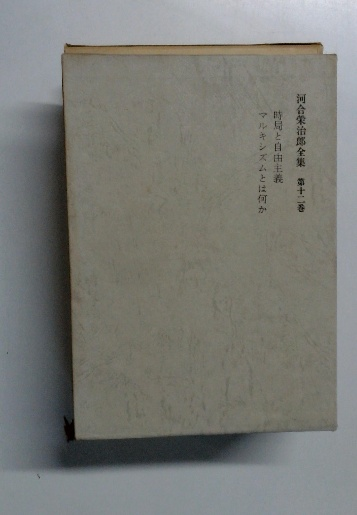 河合栄治郎全集 第十二巻
時局と自由主義
マルキシズムとは何か